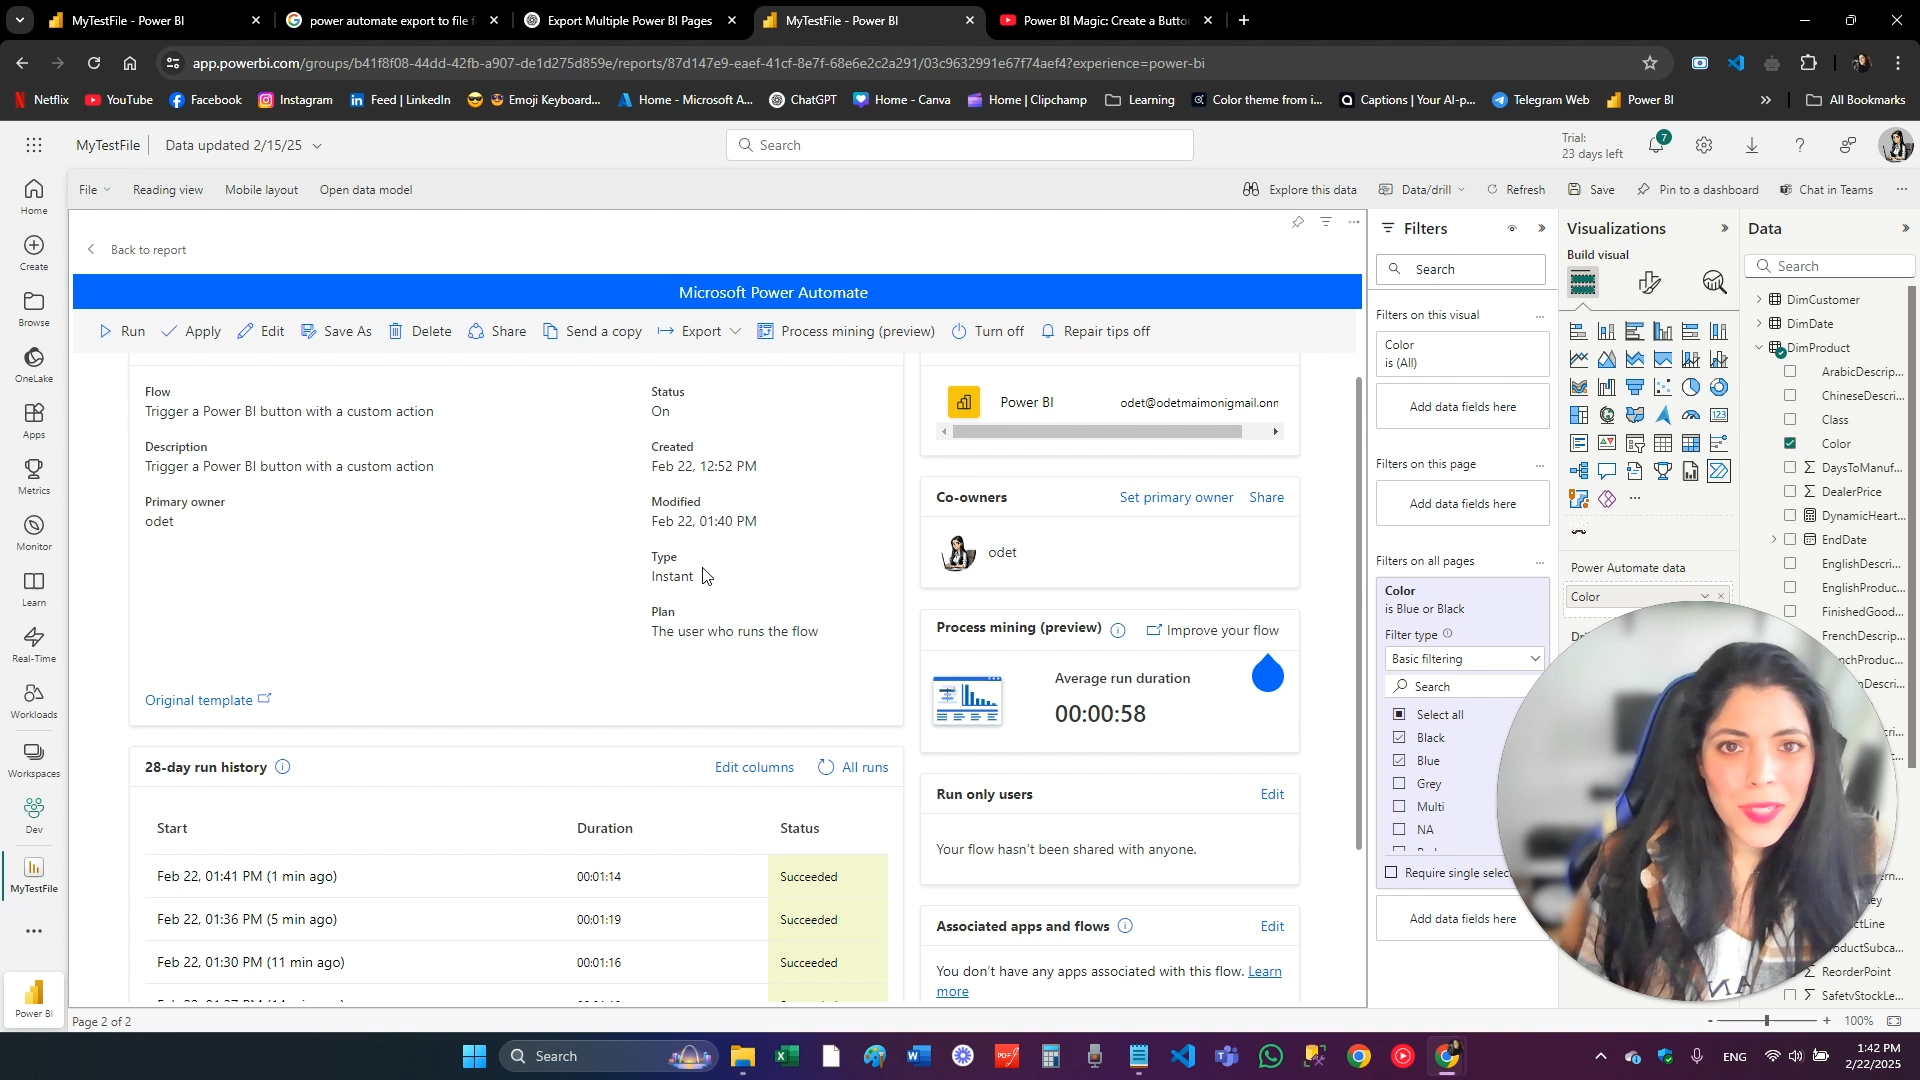 MyTestFile - Power BI
power automate export to file f
Export Multiple Power BI Pages
MyTestFile - Power BI
Power BI Magic: Create a Butto
app.powerbi.com/groups/b41f8f08-44dd-42fb-a907-de1d275d859e/reports/87d147e9-eaef-41cf-8e7f-68e6e2c2a291/03c9632991e67f74aef4?experience=power-bi
Netflix
YouTube
Facebook
Instagram
Feed | LinkedIn
Emoji Keyboard...
Home - Microsoft A...
ChatGPT
Home - Canva
Home | Clipchamp
Learning
Color theme from i...
Captions | Your AI-p...
Telegram Web
Power BI
All Bookmarks
MyTestFile
Data updated 2/15/25
Search
Trial:
23 days left
7
File
Reading view
Mobile layout
Open data model
Explore this data
Data/drill
Refresh
Save
Pin to a dashboard
Chat in Teams
Home
Create
Browse
OneLake
Apps
Metrics
Monitor
Learn
Real-Time
Workloads
Workspaces
Dev
MyTestFile
Power BI
Back to report
Microsoft Power Automate
Run
Apply
Edit
Save As
Delete
Share
Send a copy
Export
Process mining (preview)
Turn off
Repair tips off
Flow
Trigger a Power BI button with a custom action
Description
Trigger a Power BI button with a custom action
Primary owner
odet
Status
On
Created
Feb 22, 12:52 PM
Modified
Feb 22, 01:40 PM
Type
Instant
Plan
The user who runs the flow
Original template
28-day run history
Edit columns
All runs
Start
Duration
Status
Feb 22, 01:41 PM (1 min ago)
00:01:14
Succeeded
Feb 22, 01:36 PM (5 min ago)
00:01:19
Succeeded
Feb 22, 01:30 PM (11 min ago)
00:01:16
Succeeded
Power BI
odet@odetmaimonigmail.onn
Co-owners
Set primary owner
Share
odet
Process mining (preview)
Improve your flow
Average run duration
00:00:58
Run only users
Edit
Your flow hasn't been shared with anyone.
Associated apps and flows
Edit
You don't have any apps associated with this flow. Learn
more
Filters
Search
Filters on this visual
Color
is (All)
Add data fields here
Filters on this page
Add data fields here
Filters on all pages
Color
is Blue or Black
Filter type
Basic filtering
Search
Select all
Black
Blue
Grey
Multi
NA
Require single selec
Add data fields here
Visualizations
Build visual
123
Power Automate data
Color
Data
Search
DimCustomer
DimDate
DimProduct
ArabicDescrip...
ChineseDescri...
Class
Color
DaysToManuf...
DealerPrice
DynamicHeart...
EndDate
EnglishDescri...
EnglishProduc...
FinishedGood...
FrenchDescrip...
ReorderPoint
SafetyStockLe...
Page 2 of 2
100%
Search
ENG
1:42 PM
2/22/2025